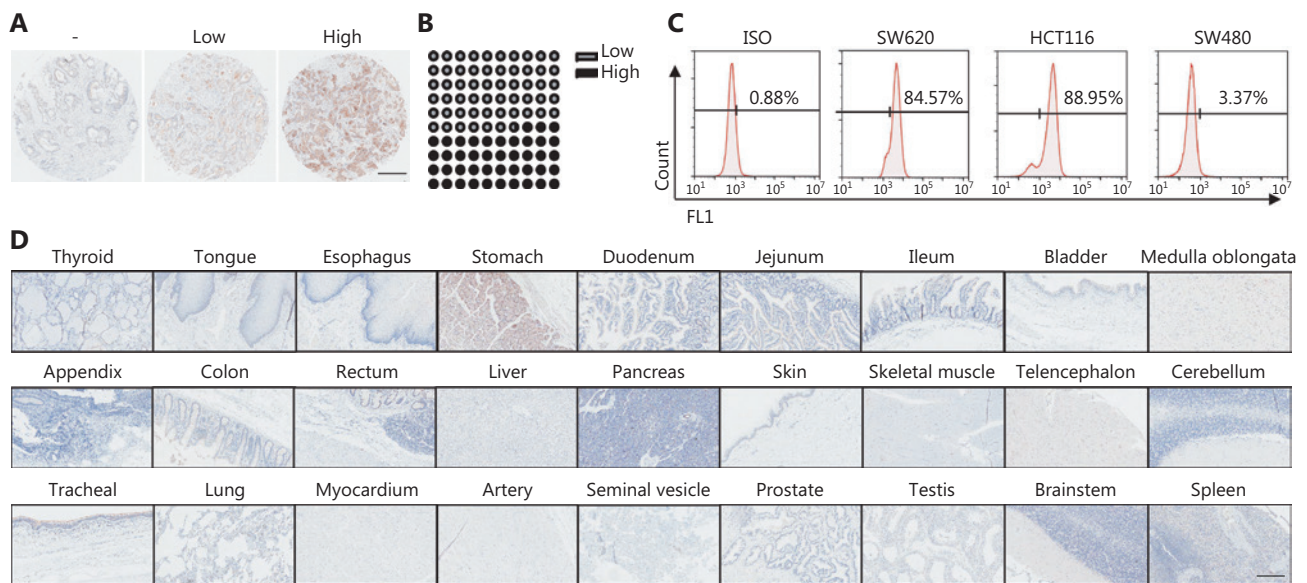 A
- Low High
B
Low
High
C
ISO SW620 HCT116 SW480
0.88% 84.57% 88.95% 3.37%
Count
10¹ 10³ 10⁵ 10⁷ 10¹ 10³ 10⁵ 10⁷ 10¹ 10³ 10⁵ 10⁷ 10¹ 10³ 10⁵ 10⁷
FL1
D
Thyroid Tongue Esophagus Stomach Duodenum Jejunum Ileum Bladder Medulla oblongata
Appendix Colon Rectum Liver Pancreas Skin Skeletal muscle Telencephalon Cerebellum
Tracheal Lung Myocardium Artery Seminal vesicle Prostate Testis Brainstem Spleen